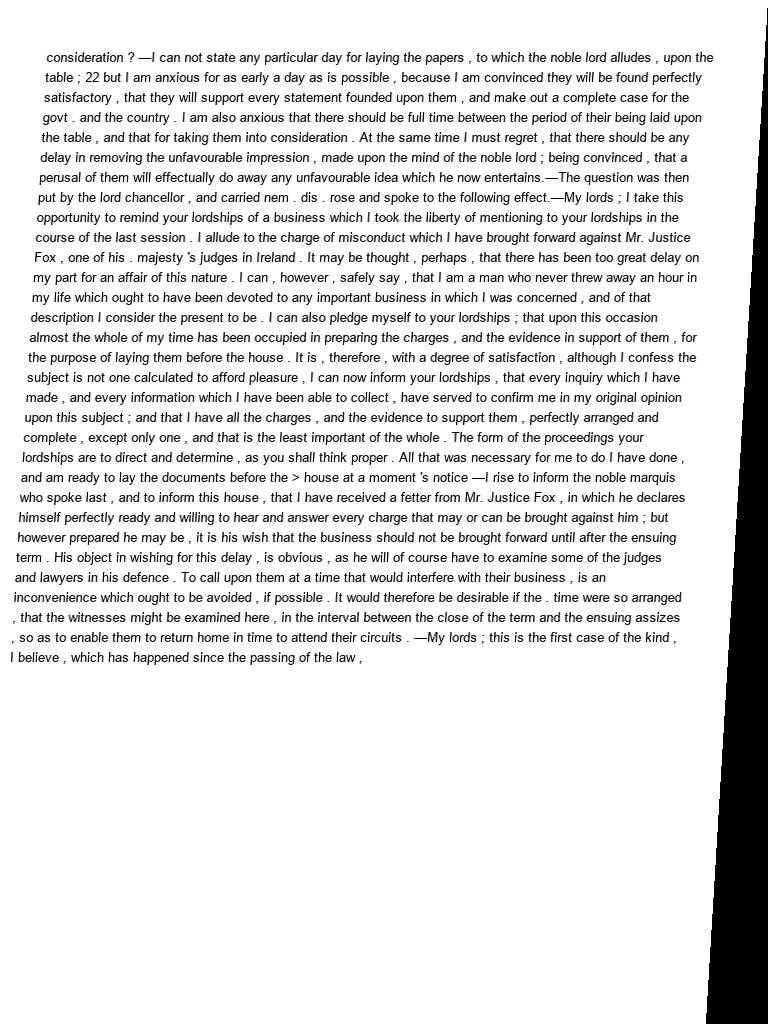 consideration ? —I can not state any particular day for laying the papers , to which the noble lord alludes , upon the
table ; 22 but I am anxious for as early a day as is possible , because I am convinced they will be found perfectly
satisfactory , that they will support every statement founded upon them , and make out a complete case for the
govt . and the country . I am also anxious that there should be full time between the period of their being laid upon
the table , and that for taking them into consideration . At the same time I must regret , that there should be any
delay in removing the unfavourable impression , made upon the mind of the noble lord ; being convinced , that a
perusal of them will effectually do away any unfavourable idea which he now entertains.—The question was then
put by the lord chancellor , and carried nem . dis . rose and spoke to the following effect.—My lords ; I take this
opportunity to remind your lordships of a business which I took the liberty of mentioning to your lordships in the
course of the last session . I allude to the charge of misconduct which I have brought forward against Mr. Justice
Fox , one of his . majesty 's judges in Ireland . It may be thought , perhaps , that there has been too great delay on
my part for an affair of this nature . I can , however , safely say , that I am a man who never threw away an hour in
my life which ought to have been devoted to any important business in which I was concerned , and of that
description I consider the present to be . I can also pledge myself to your lordships ; that upon this occasion
almost the whole of my time has been occupied in preparing the charges , and the evidence in support of them , for
the purpose of laying them before the house . It is , therefore , with a degree of satisfaction , although I confess the
subject is not one calculated to afford pleasure , I can now inform your lordships , that every inquiry which I have
made , and every information which I have been able to collect , have served to confirm me in my original opinion
upon this subject ; and that I have all the charges , and the evidence to support them , perfectly arranged and
complete , except only one , and that is the least important of the whole . The form of the proceedings your
lordships are to direct and determine , as you shall think proper . All that was necessary for me to do I have done ,
and am ready to lay the documents before the > house at a moment 's notice —I rise to inform the noble marquis
who spoke last , and to inform this house , that I have received a fetter from Mr. Justice Fox , in which he declares
himself perfectly ready and willing to hear and answer every charge that may or can be brought against him ; but
however prepared he may be , it is his wish that the business should not be brought forward until after the ensuing
term . His object in wishing for this delay , is obvious , as he will of course have to examine some of the judges
and lawyers in his defence . To call upon them at a time that would interfere with their business , is an
inconvenience which ought to be avoided , if possible . It would therefore be desirable if the . time were so arranged
, that the witnesses might be examined here , in the interval between the close of the term and the ensuing assizes
, so as to enable them to return home in time to attend their circuits . —My lords ; this is the first case of the kind ,
I believe , which has happened since the passing of the law ,